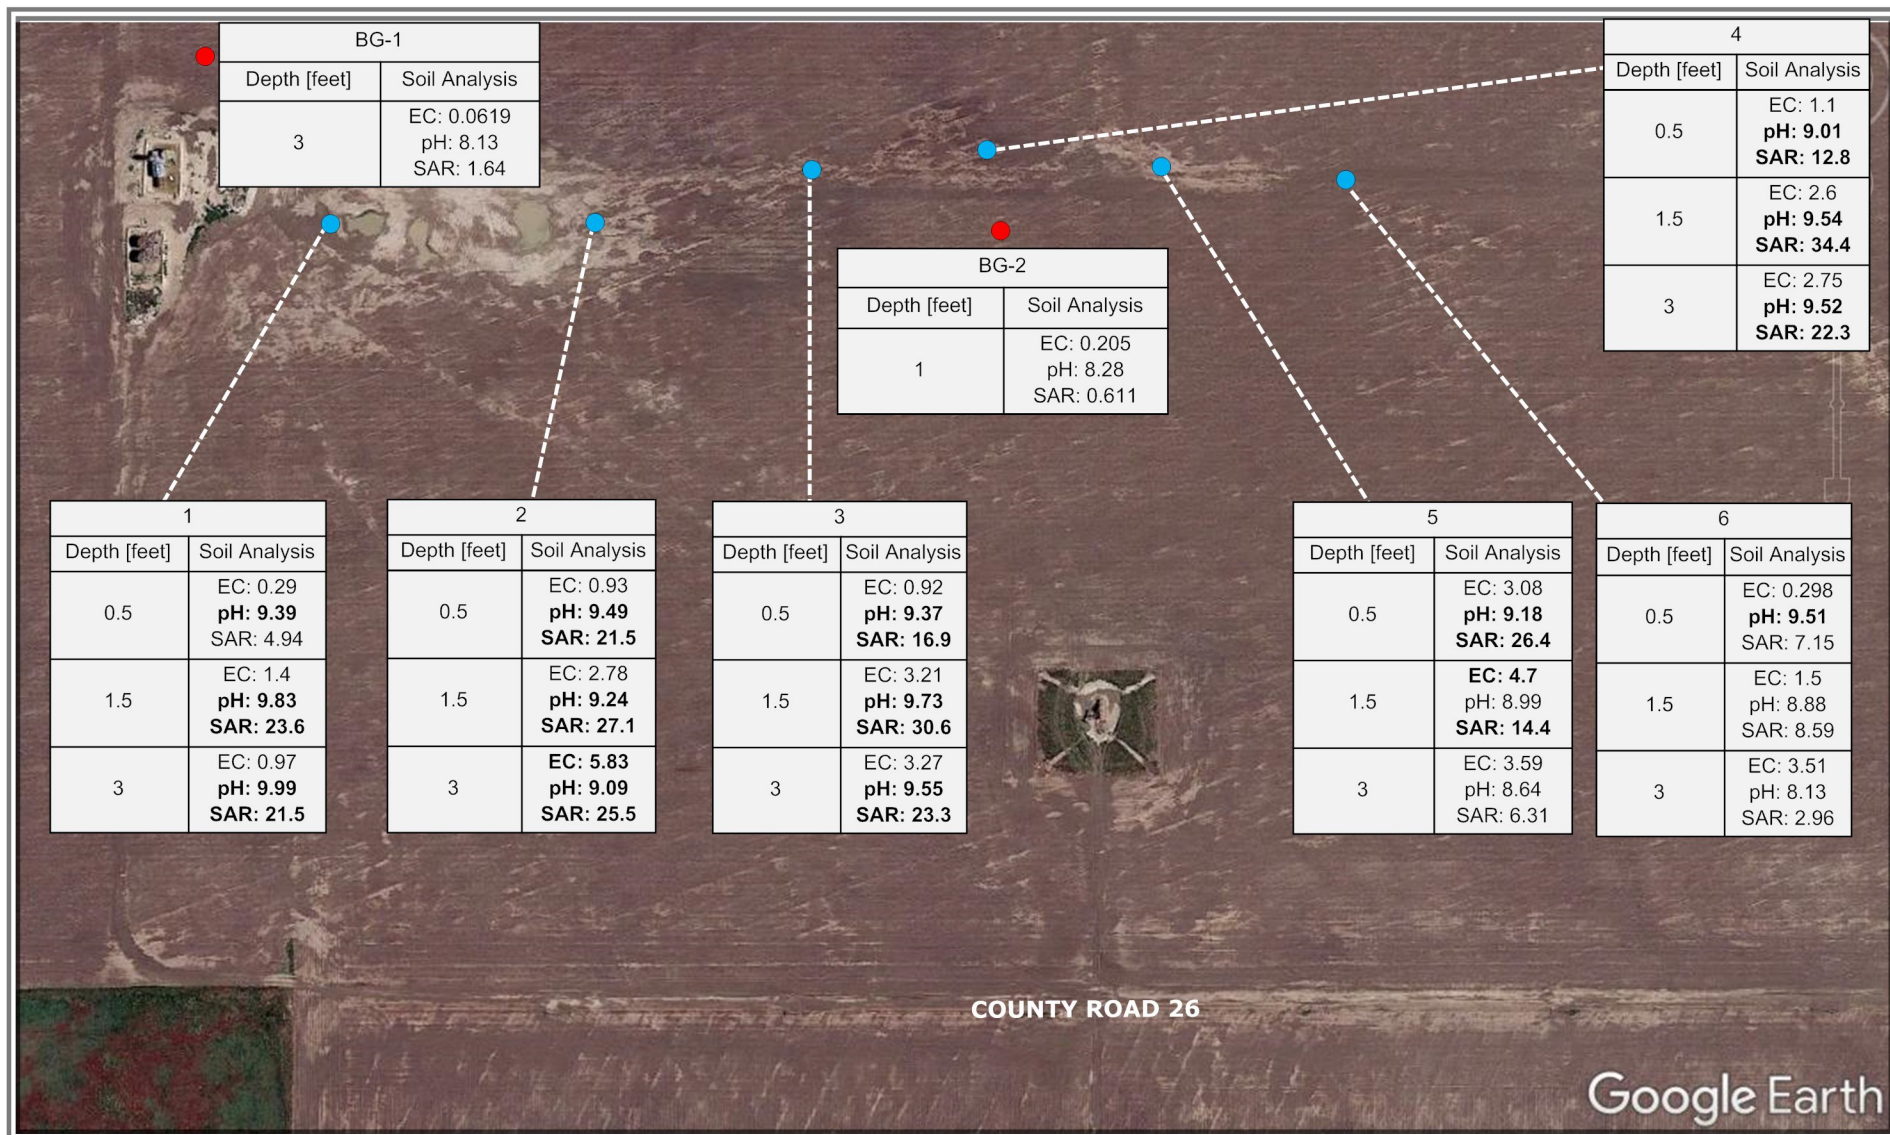 BG-1
Depth [feet] Soil Analysis
3
EC: 0.0619
pH: 8.13
SAR: 1.64
4
Depth [feet] Soil Analysis
0.5
EC: 1.1
pH: 9.01
SAR: 12.8
1.5
EC: 2.6
pH: 9.54
SAR: 34.4
3
EC: 2.75
pH: 9.52
SAR: 22.3
BG-2
Depth [feet] Soil Analysis
1
EC: 0.205
pH: 8.28
SAR: 0.611
1
Depth [feet] Soil Analysis
0.5
EC: 0.29
pH: 9.39
SAR: 4.94
1.5
EC: 1.4
pH: 9.83
SAR: 23.6
3
EC: 0.97
pH: 9.99
SAR: 21.5
2
Depth [feet] Soil Analysis
0.5
EC: 0.93
pH: 9.49
SAR: 21.5
1.5
EC: 2.78
pH: 9.24
SAR: 27.1
3
EC: 5.83
pH: 9.09
SAR: 25.5
3
Depth [feet] Soil Analysis
0.5
EC: 0.92
pH: 9.37
SAR: 16.9
1.5
EC: 3.21
pH: 9.73
SAR: 30.6
3
EC: 3.27
pH: 9.55
SAR: 23.3
5
Depth [feet] Soil Analysis
0.5
EC: 3.08
pH: 9.18
SAR: 26.4
1.5
EC: 4.7
pH: 8.99
SAR: 14.4
3
EC: 3.59
pH: 8.64
SAR: 6.31
6
Depth [feet] Soil Analysis
0.5
EC: 0.298
pH: 9.51
SAR: 7.15
1.5
EC: 1.5
pH: 8.88
SAR: 8.59
3
EC: 3.51
pH: 8.13
SAR: 2.96
COUNTY ROAD 26
Google Earth